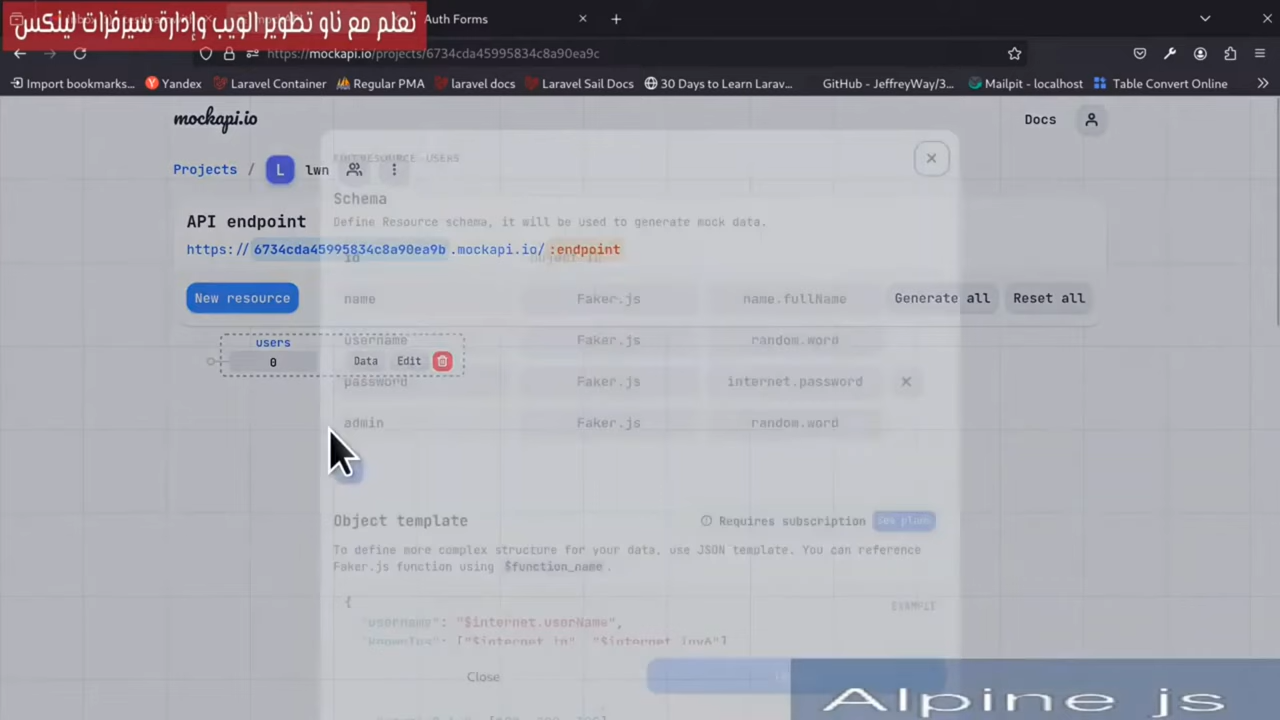 تعلم مع ناو تطوير الويب وإدارة سيرفرات لينكس
Auth Forms
https://mockapi.io/projects/6734cda45995834c8a90ea9c
Import bookmarks... Yandex Laravel Container Regular PMA laravel docs Laravel Sail Docs 30 Days to Learn Larav... GitHub - JeffreyWay/3... Mailpit - localhost Table Convert Online
mockapi.io Docs
Projects / L lwn
RESOURCE USERS
Schema
API endpoint
Define Resource schema, it will be used to generate mock data.
https:// 6734cda45995834c8a90ea9b .mockapi.io/ :endpoint
id
New resource name Faker.js name.fullName Generate all Reset all
users username Faker.js random.word
0 Data Edit
password Faker.js internet.password
admin Faker.js random.word
Object template Requires subscription See plans
To define more complex structure for your data, use JSON template. You can reference
Faker.js function using $function_name.
{ EXAMPLE
"username": "$internet.userName",
Close
Alpine js